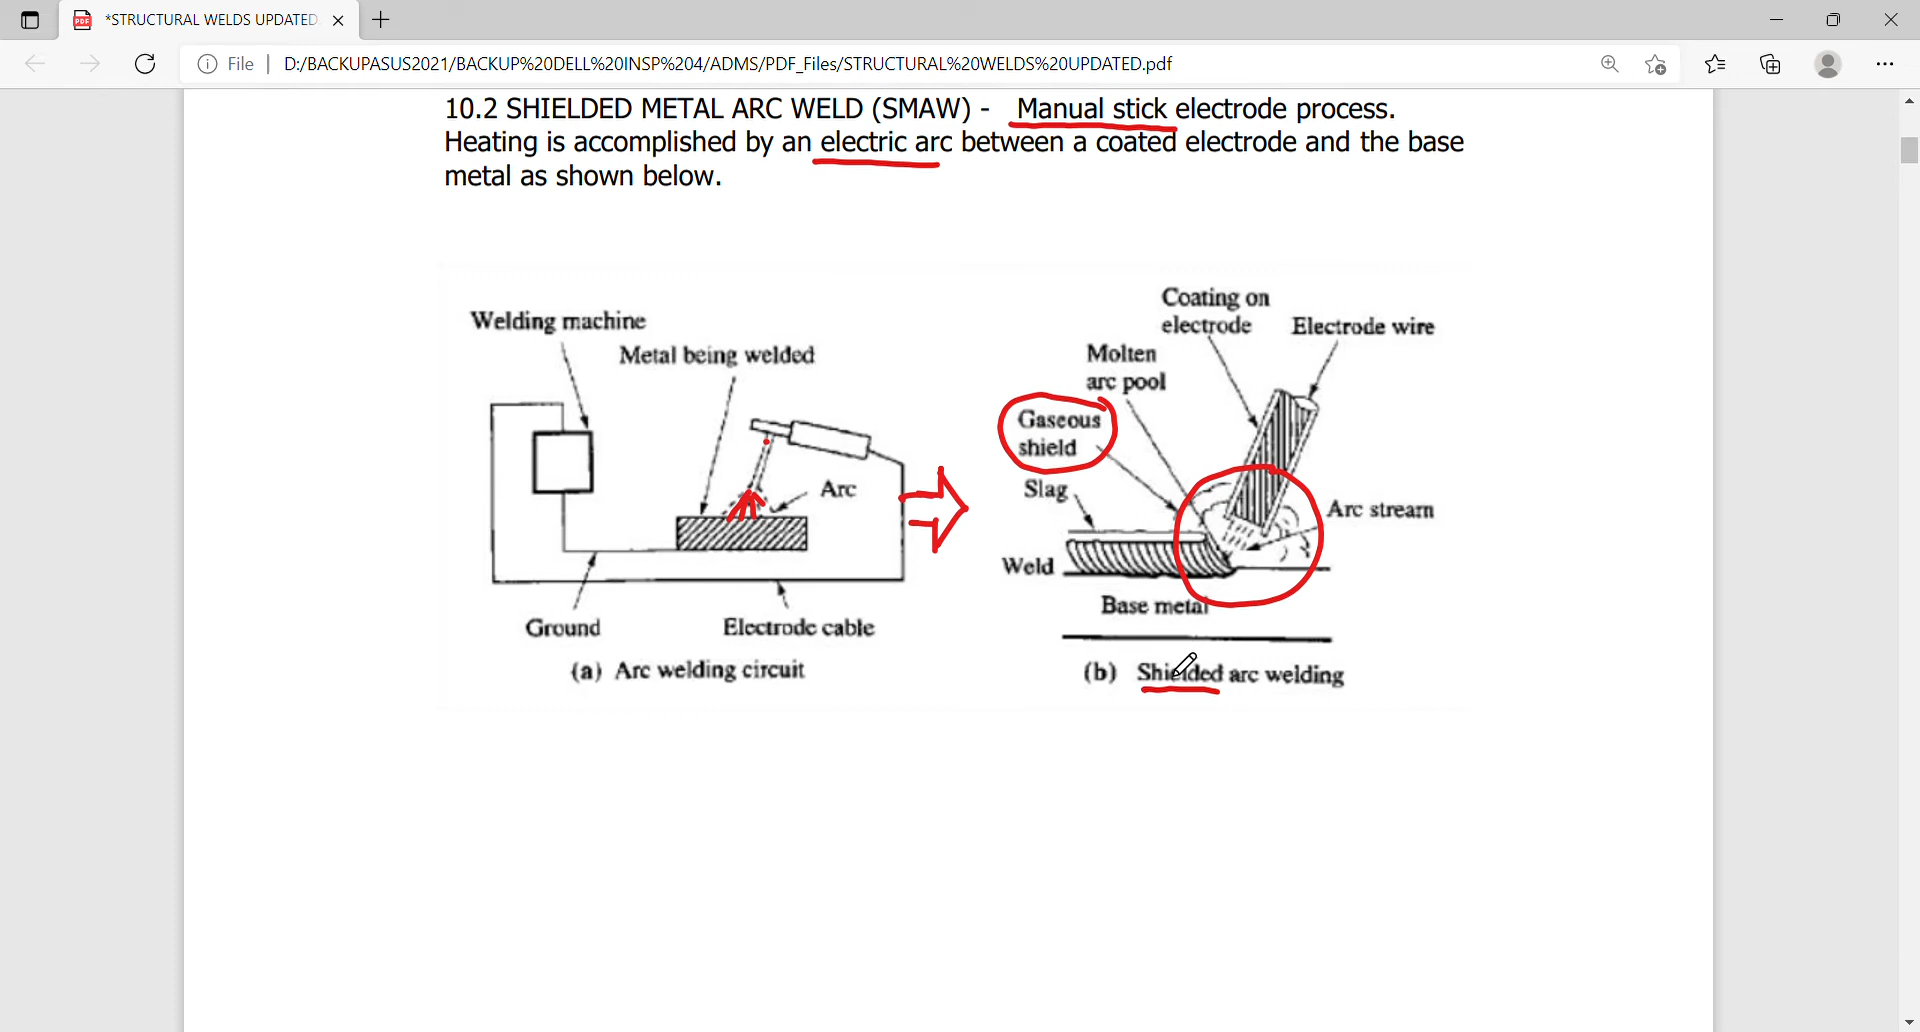 *STRUCTURAL WELDS UPDATED
PDF
File
D:/BACKUPASUS2021/BACKUP%20DELL%20INSP%204/ADMS/PDF_Files/STRUCTURAL%20WELDS%20UPDATED.pdf
10.2 SHIELDED METAL ARC WELD (SMAW) - Manual stick electrode process.
Heating is accomplished by an electric arc between a coated electrode and the base
metal as shown below.
Welding machine
Metal being welded
Arc
Ground
Electrode cable
(a) Arc welding circuit
Coating on
electrode
Electrode wire
Molten
arc pool
Gaseous
shield
Slag
Arc stream
Weld
Base metal
(b) Shielded arc welding